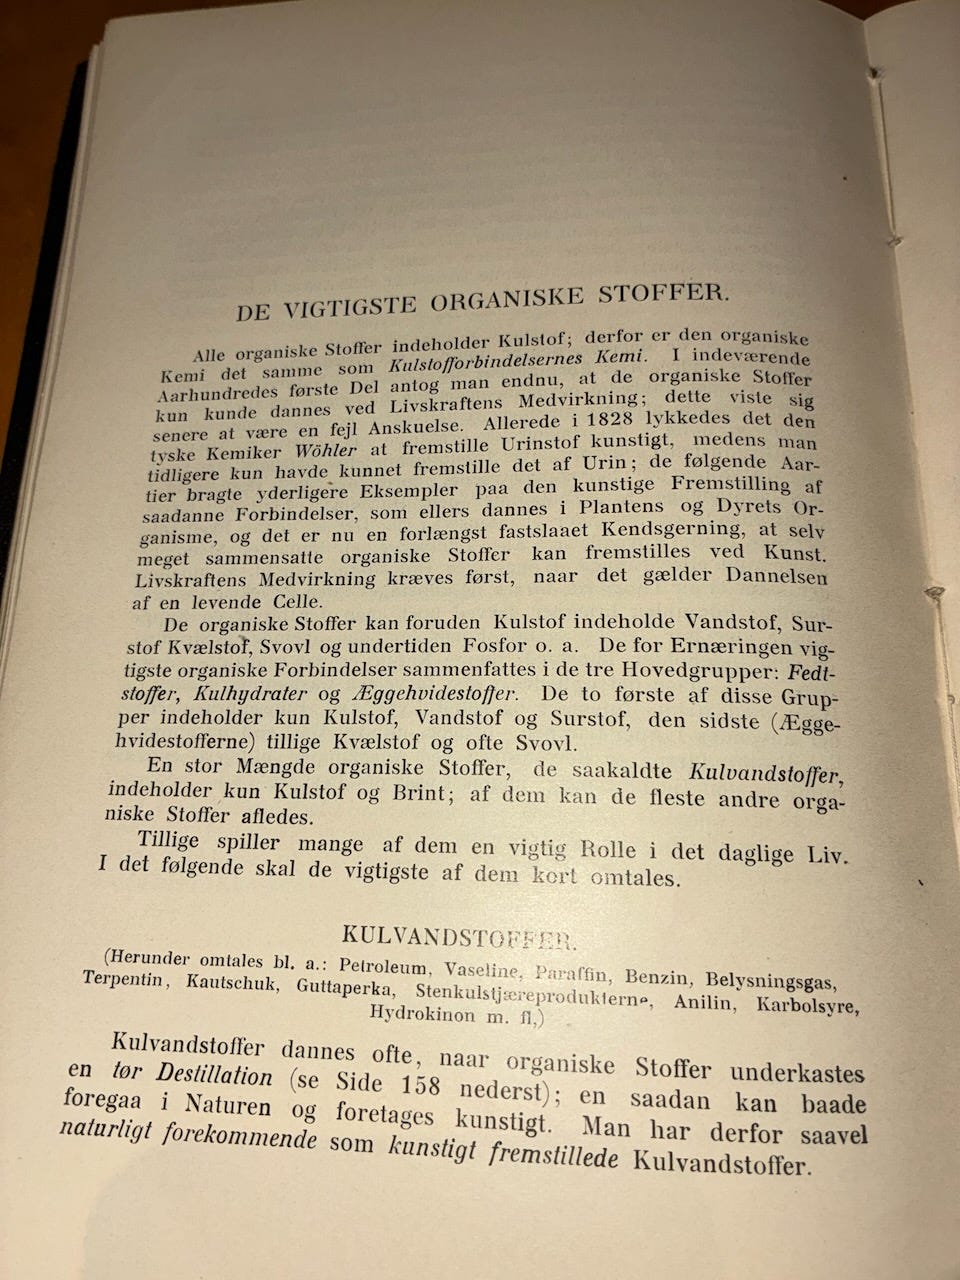 DE VIGTIGSTE ORGANISKE STOFFER.
Alle organiske Stoffer indeholder Kulstof; derfor er den organiske
Kemi det samme som Kulstofforbindelsernes Kemi. I indeværende
Aarhundredes første Del antog man endnu, at de organiske Stoffer
kun kunde dannes ved Livskraftens Medvirkning; dette viste sig
senere at være en fejl Anskuelse. Allerede i 1828 lykkedes det den
tyske Kemiker Wöhler at fremstille Urinstof kunstigt, medens man
tidligere kun havde kunnet fremstille det af Urin; de følgende Aar-
tier bragte yderligere Eksempler paa den kunstige Fremstilling af
saadanne Forbindelser, som ellers dannes i Plantens og Dyrets Or-
ganisme, og det er nu en forlængst fastslaaet Kendsgerning, at selv
meget sammensatte organiske Stoffer kan fremstilles ved Kunst.
Livskraftens Medvirkning kræves først, naar det gælder Dannelsen
af en levende Celle.
De organiske Stoffer kan foruden Kulstof indeholde Vandstof, Sur-
stof Kvælstof, Svovl og undertiden Fosfor o. a. De for Ernæringen vig-
tigste organiske Forbindelser sammenfattes i de tre Hovedgrupper: Fedt-
stoffer, Kulhydrater og Æggehvidestoffer. De to første af disse Grup-
per indeholder kun Kulstof, Vandstof og Surstof, den sidste (Ægge-
hvidestofferne) tillige Kvælstof og ofte Svovl.
En stor Mængde organiske Stoffer, de saakaldte Kulvandstoffer,
indeholder kun Kulstof og Brint; af dem kan de fleste andre orga-
niske Stoffer afledes.
Tillige spiller mange af dem en vigtig Rolle i det daglige Liv.
I det følgende skal de vigtigste af dem kort omtales.
KULVANDSTOFFER.
(Herunder omtales bl. a.: Petroleum, Vaseline, Paraffin, Benzin, Belysningsgas,
Terpentin, Kautschuk, Guttaperka, Stenkulstjæreprodukterne, Anilin, Karbolsyre,
Hydrokinon m. fl,)
Kulvandstoffer dannes ofte, naar organiske Stoffer underkastes
en tør Destillation (se Side 158 nederst); en saadan kan baade
foregaa i Naturen og foretages kunstigt. Man har derfor saavel
naturligt forekommende som kunstigt fremstillede Kulvandstoffer.